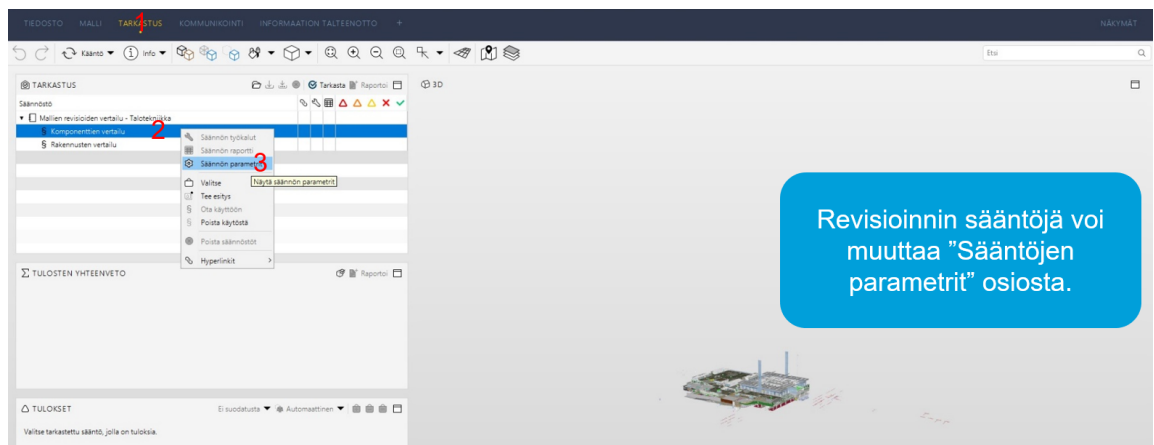 TIEDOSTO MALLI TARKASTUS KOMMUNIKOINTI INFORMAATION TALTEENOTTO + NÄKYMÄT
1
Kääntö Info Etsi
TARKASTUS Tarkasta Raportoi 3D
Säännöstö
Mallien revisioiden vertailu - Talotekniikka
§ Komponenttien vertailu
2
§ Rakennusten vertailu
Säännön työkalut
Säännön raportti
Säännön parametrit
3
Näytä säännön parametrit
Valitse
Tee esitys
§ Ota käyttöön
§ Poista käytöstä
Poista säännöstöt
Hyperlinkit >
Revisioinnin sääntöjä voi
muuttaa ”Sääntöjen
parametrit” osiosta.
TULOSTEN YHTEENVETO Raportoi
TULOKSET Ei suodatusta Automaattinen
Valitse tarkastettu sääntö, jolla on tuloksia.